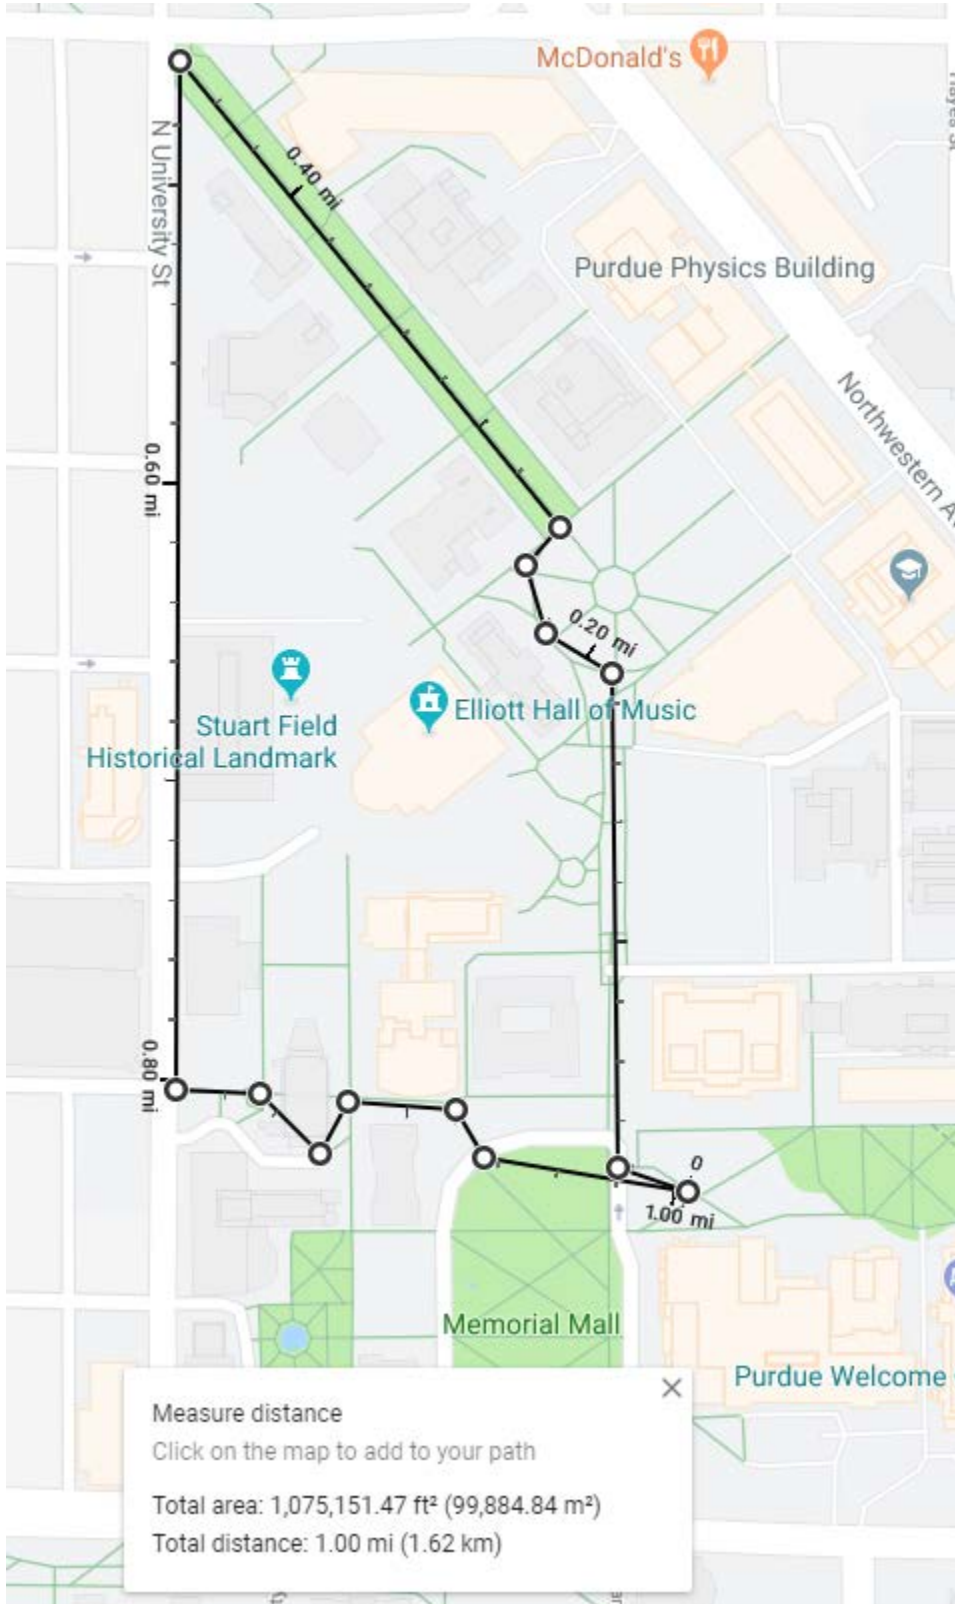 McDonald's
Hayes St
N University St
0.40 mi
Purdue Physics Building
Northwestern Av
0.60 mi
0.20 mi
Elliott Hall of Music
Stuart Field
Historical Landmark
0.80 mi
0
1.00 mi
Memorial Mall
Purdue Welcome
Measure distance
Click on the map to add to your path
Total area: 1,075,151.47 ft² (99,884.84 m²)
Total distance: 1.00 mi (1.62 km)